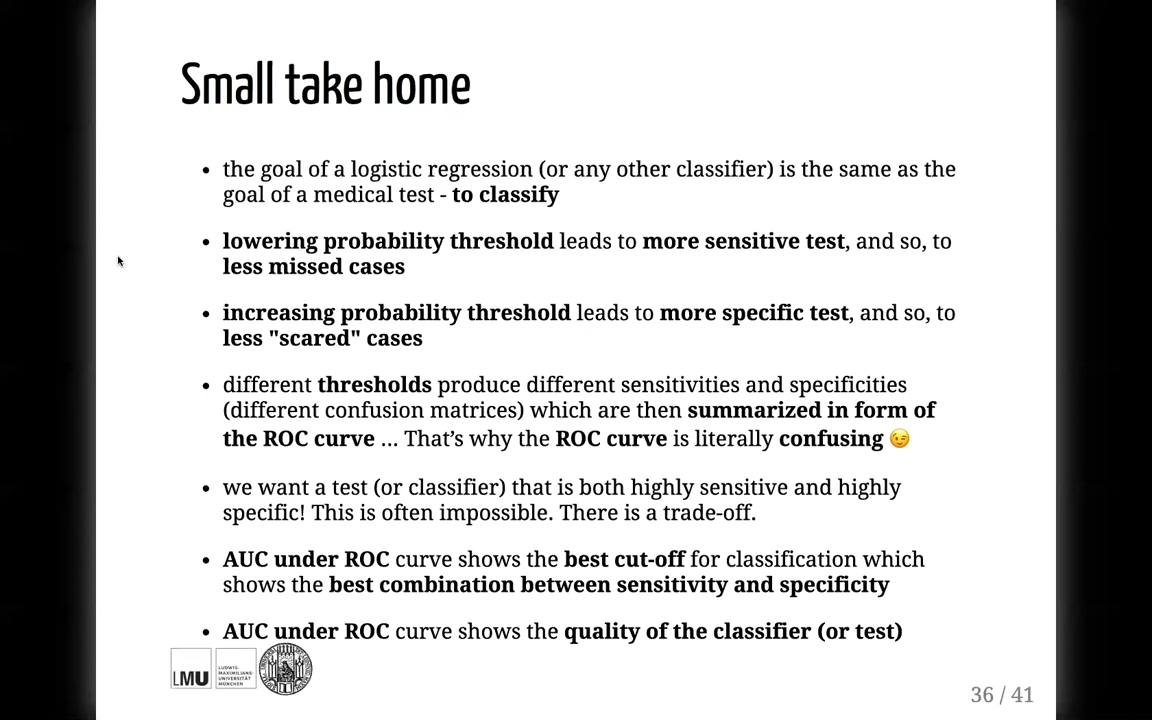 Small take home
• the goal of a logistic regression (or any other classifier) is the same as the
goal of a medical test - to classify
• lowering probability threshold leads to more sensitive test, and so, to
less missed cases
• increasing probability threshold leads to more specific test, and so, to
less "scared" cases
• different thresholds produce different sensitivities and specificities
(different confusion matrices) which are then summarized in form of
the ROC curve ... That's why the ROC curve is literally confusing 😉
• we want a test (or classifier) that is both highly sensitive and highly
specific! This is often impossible. There is a trade-off.
• AUC under ROC curve shows the best cut-off for classification which
shows the best combination between sensitivity and specificity
• AUC under ROC curve shows the quality of the classifier (or test)
LMU
LUDWIG-
MAXIMILIANS-
UNIVERSITÄT
MÜNCHEN
36 / 41